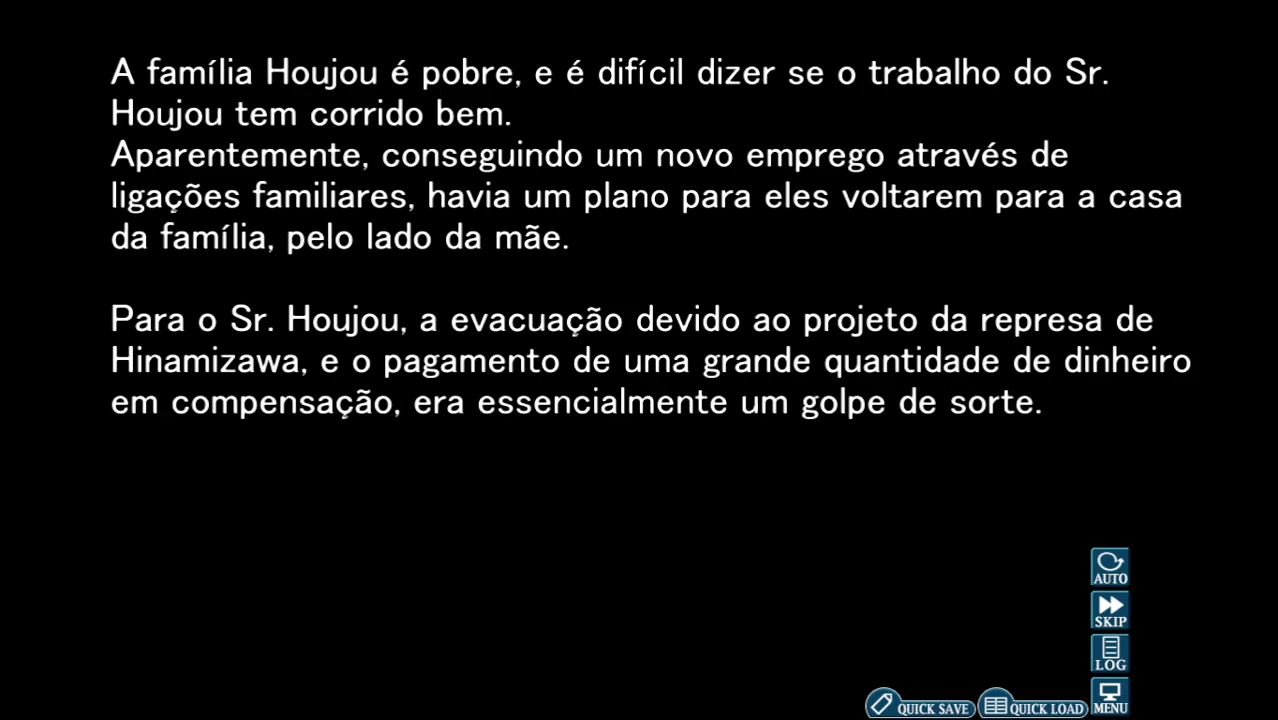 A família Houjou é pobre, e é difícil dizer se o trabalho do Sr.
Houjou tem corrido bem.
Aparentemente, conseguindo um novo emprego através de
ligações familiares, havia um plano para eles voltarem para a casa
da família, pelo lado da mãe.
Para o Sr. Houjou, a evacuação devido ao projeto da represa de
Hinamizawa, e o pagamento de uma grande quantidade de dinheiro
em compensação, era essencialmente um golpe de sorte.
AUTO
SKIP
LOG
QUICK SAVE
QUICK LOAD
MENU